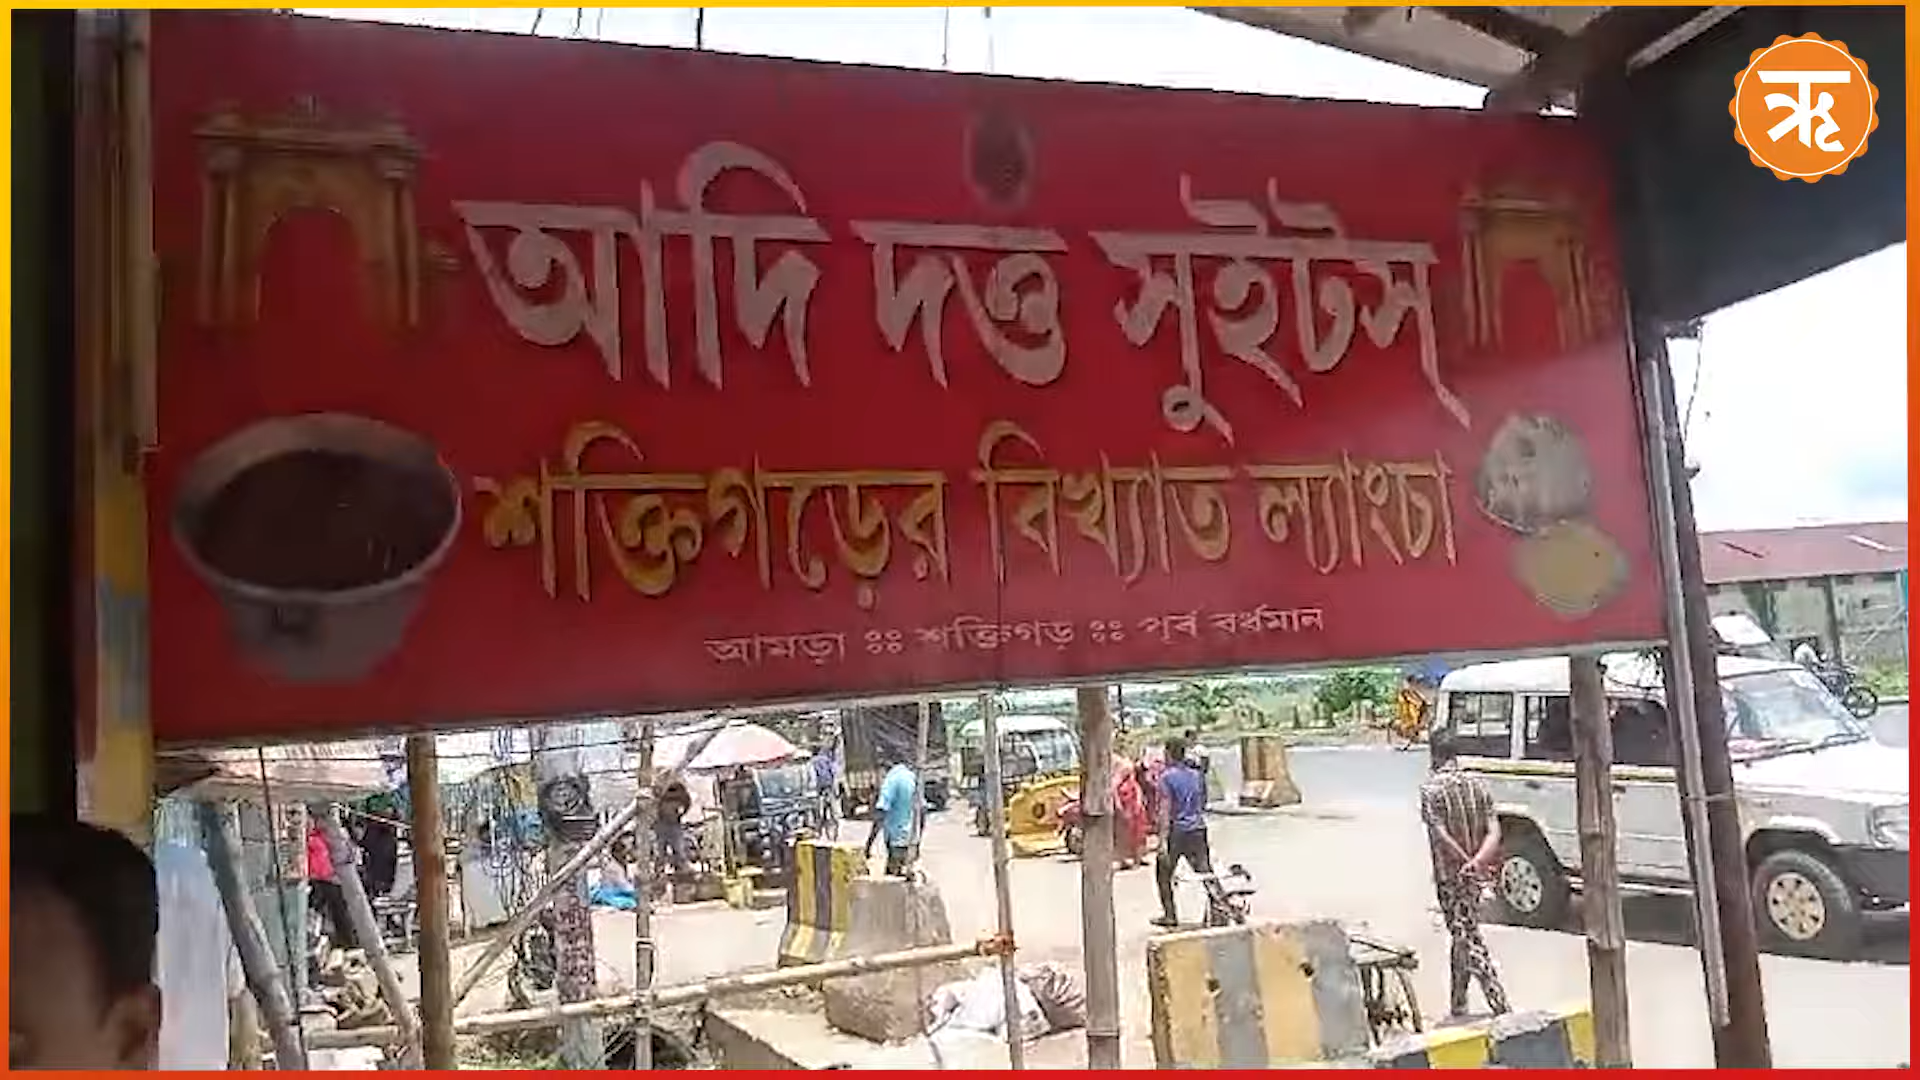 আদি দত্ত সুইটস্
শক্তিগড়ের বিখ্যাত ল্যাংচা
আমড়া ঃঃ শক্তিগড় ঃঃ পূর্ব বর্ধমান
ऋ